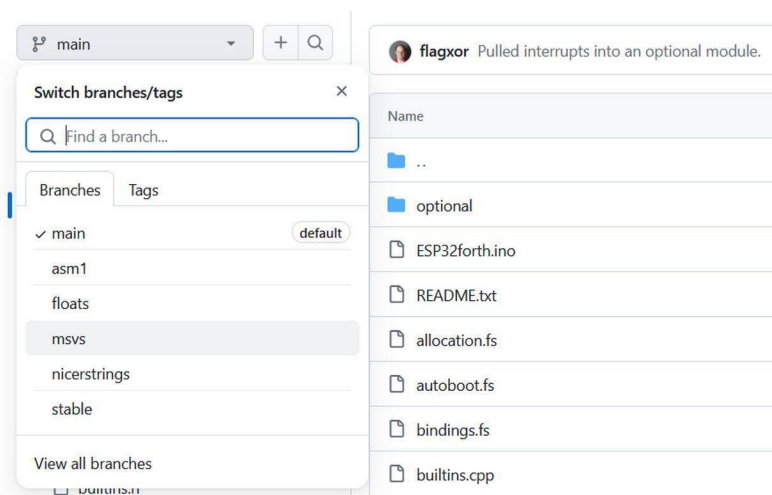 main
Switch branches/tags
Find a branch...
Branches Tags
main default
asm1
floats
msvs
nicerstrings
stable
View all branches
builtins.h
flagxor Pulled interrupts into an optional module.
Name
..
optional
ESP32forth.ino
README.txt
allocation.fs
autoboot.fs
bindings.fs
builtins.cpp